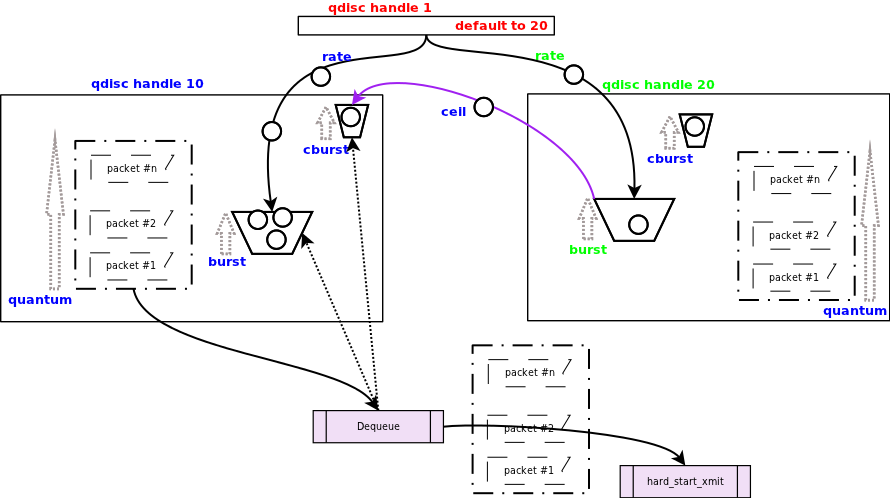 qdisc handle 1
default to 20
rate
rate
qdisc handle 10
qdisc handle 20
ceil
cburst
cburst
packet #n
packet #2
packet #1
packet #n
packet #2
packet #1
burst
burst
quantum
quantum
packet #n
packet #2
packet #1
Dequeue
hard_start_xmit